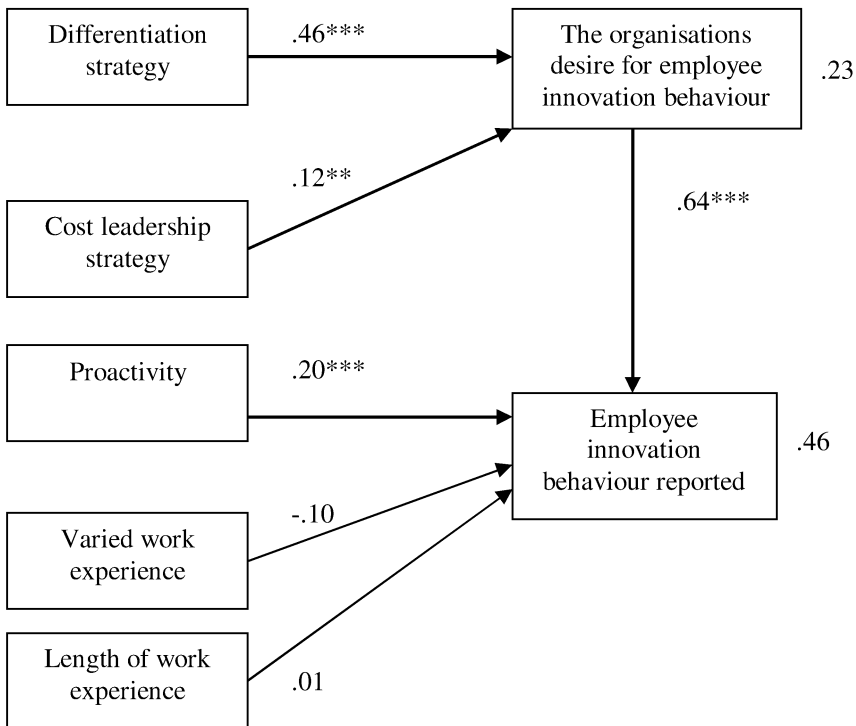 Differentiation
strategy
.46***
The organisations
desire for employee
innovation behaviour
.23
.12**
Cost leadership
strategy
.64***
Proactivity
.20***
Employee
innovation
behaviour reported
.46
Varied work
experience
-.10
Length of work
experience
.01